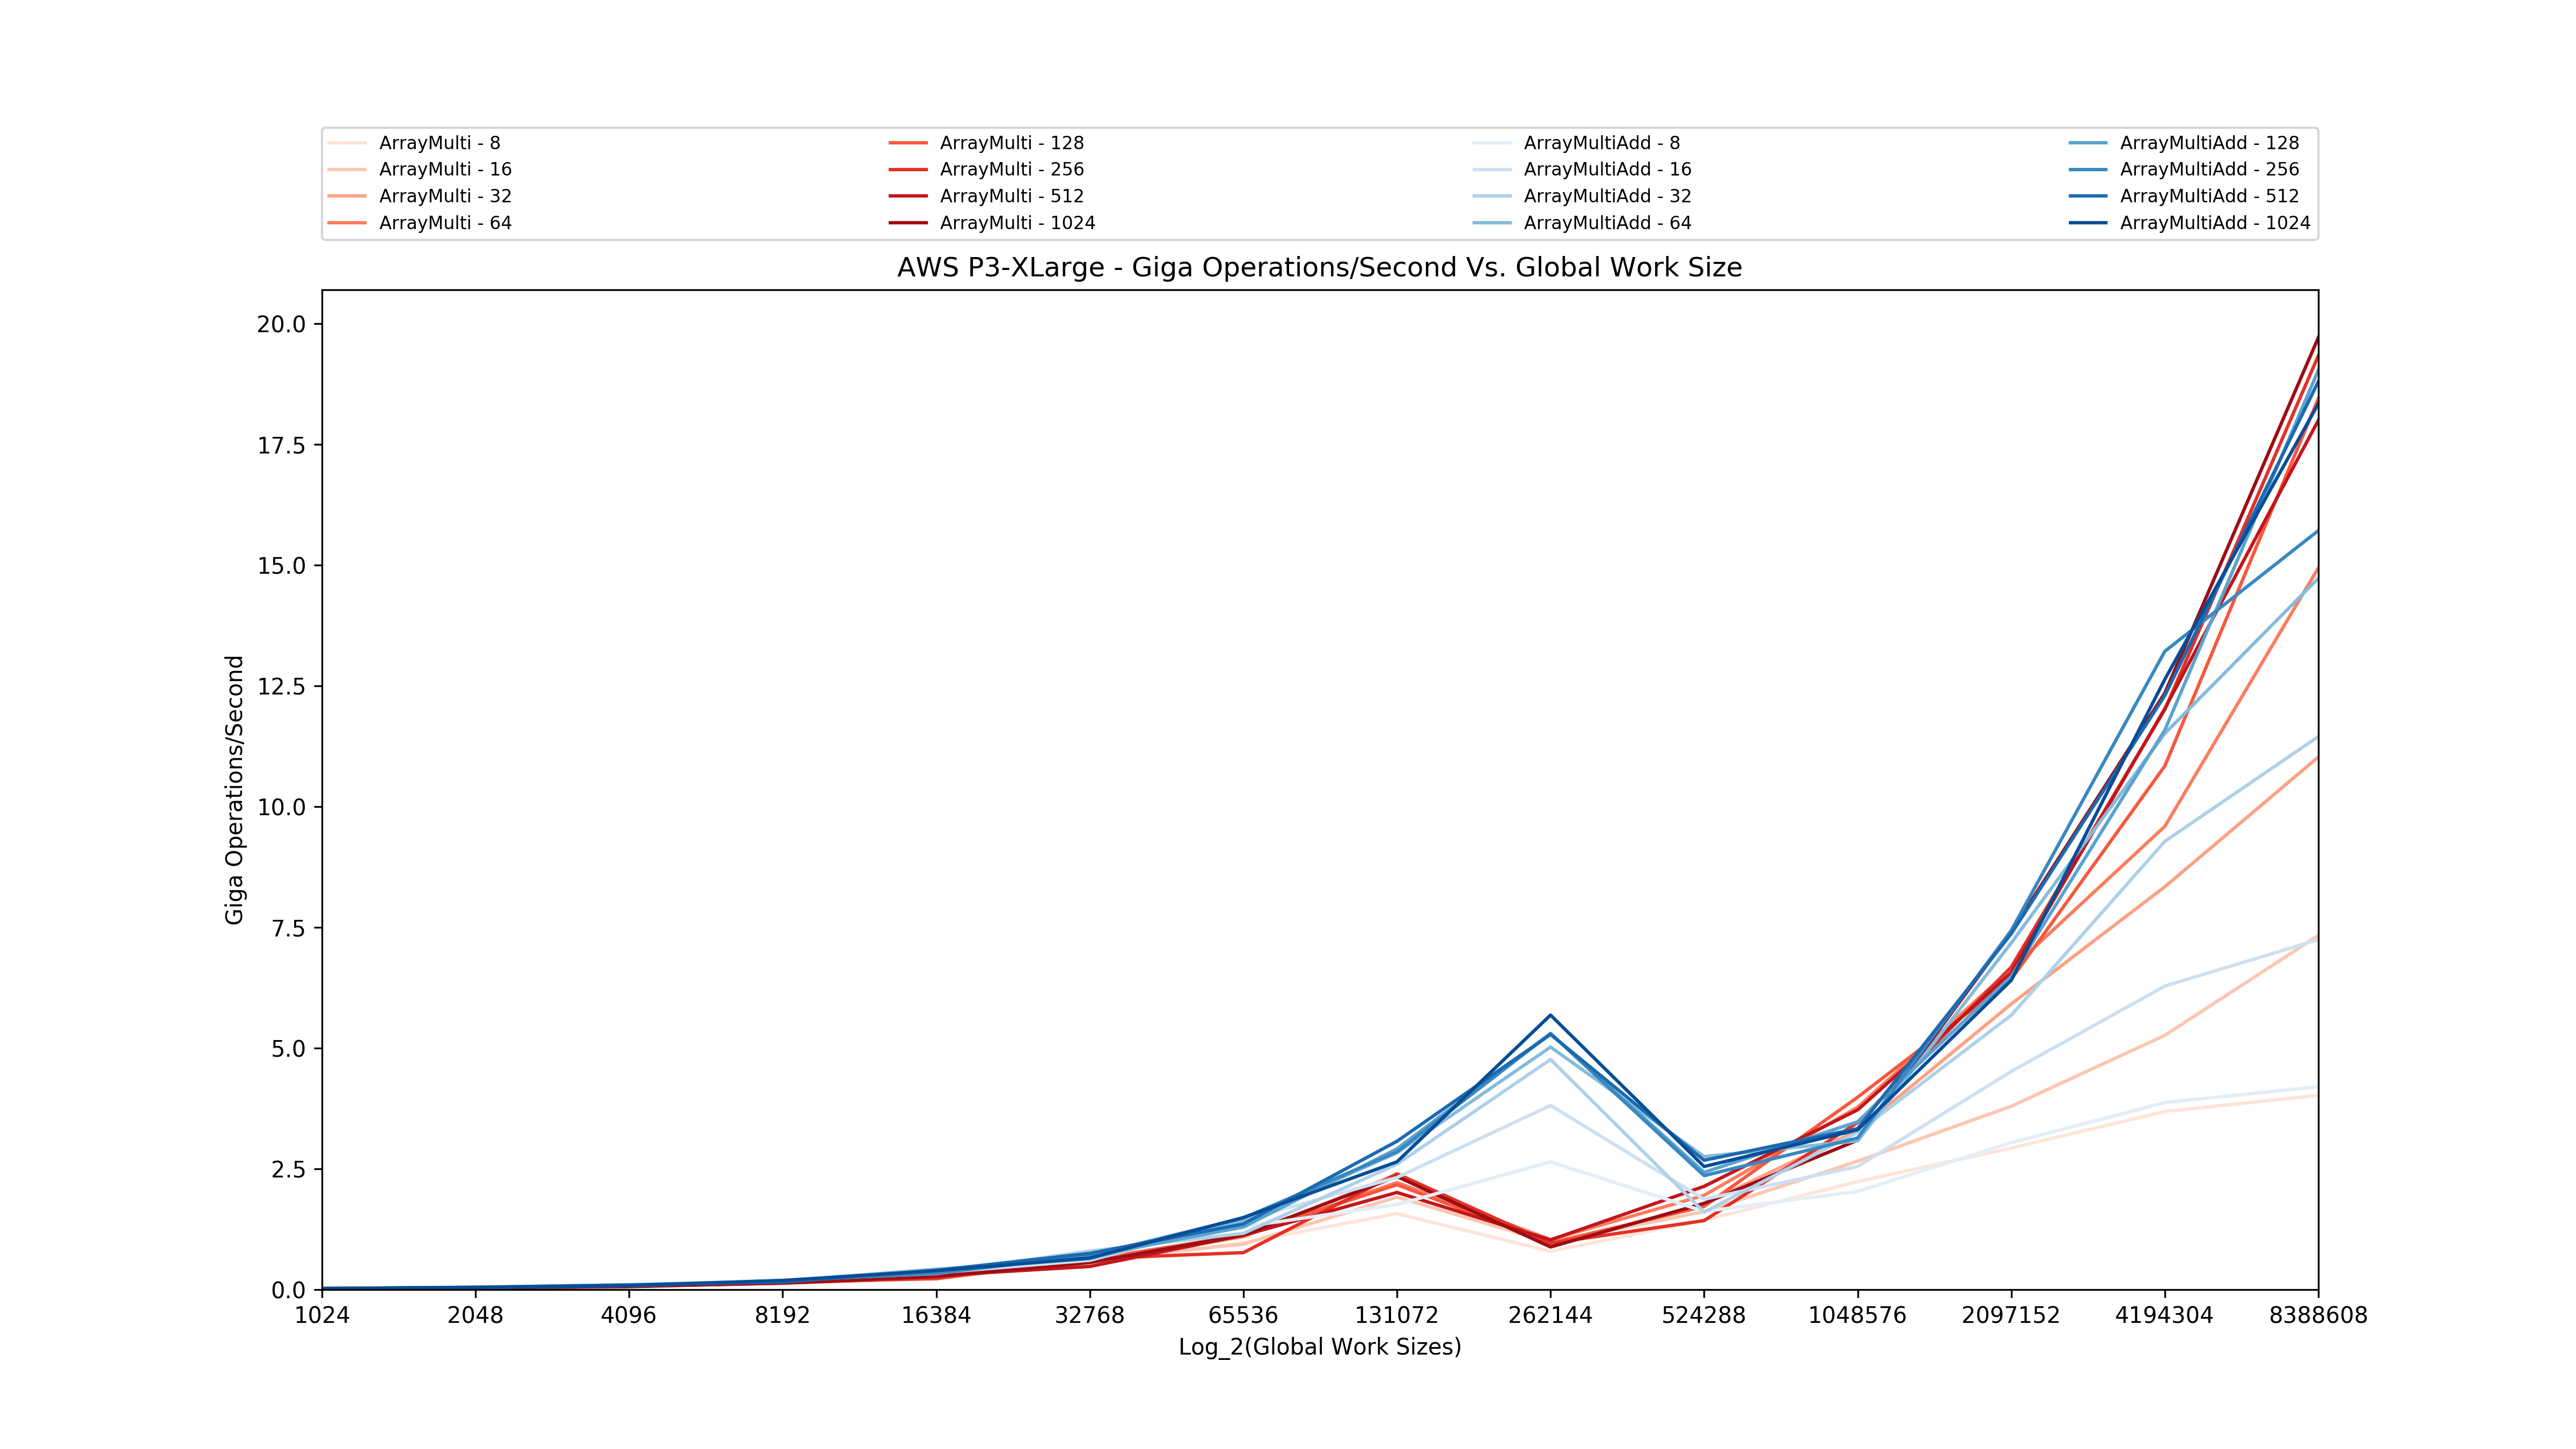 ArrayMulti - 8
ArrayMulti - 16
ArrayMulti - 32
ArrayMulti - 64
ArrayMulti - 128
ArrayMulti - 256
ArrayMulti - 512
ArrayMulti - 1024
ArrayMultiAdd - 8
ArrayMultiAdd - 16
ArrayMultiAdd - 32
ArrayMultiAdd - 64
ArrayMultiAdd - 128
ArrayMultiAdd - 256
ArrayMultiAdd - 512
ArrayMultiAdd - 1024
AWS P3-XLarge - Giga Operations/Second Vs. Global Work Size
20.0
17.5
15.0
12.5
10.0
7.5
5.0
2.5
0.0
Giga Operations/Second
1024 2048 4096 8192 16384 32768 65536 131072 262144 524288 1048576 2097152 4194304 8388608
Log_2(Global Work Sizes)